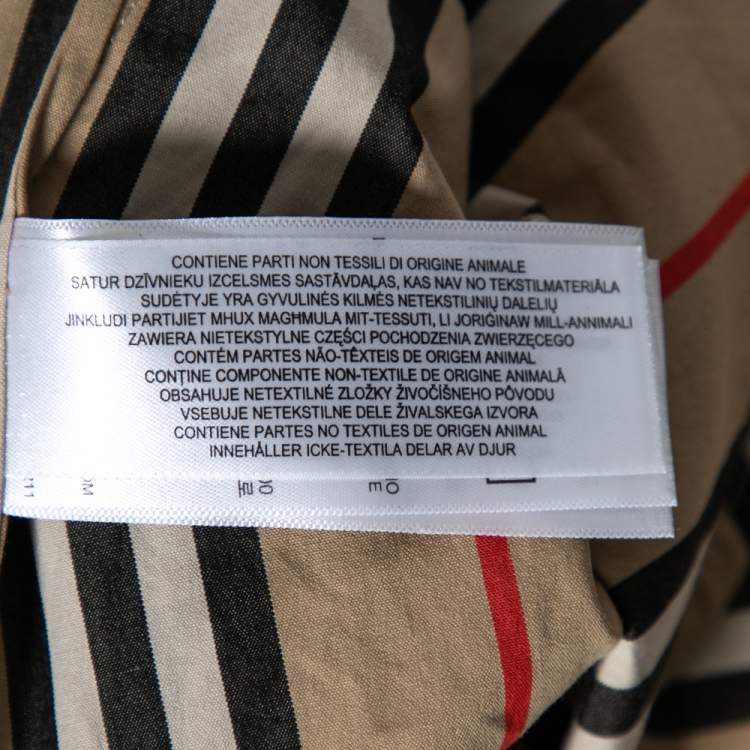 CONTIENE PARTI NON TESSILI DI ORIGINE ANIMALE
SATUR DZĪVNIEKU IZCELSMES SASTĀVDAĻAS, KAS NAV NO TEKSTILMATERIĀLA
SUDĖTYJE YRA GYVULINĖS KILMĖS NETEKSTILINIŲ DALELIŲ
JINKLUDI PARTIJIET MHUX MAGĦMULA MIT-TESSUTI, LI JORIĠINAW MILL-ANNIMALI
ZAWIERA NIETEKSTYLNE CZĘŚCI POCHODZENIA ZWIERZĘCEGO
CONTÉM PARTES NÃO-TÊXTEIS DE ORIGEM ANIMAL
CONȚINE COMPONENTE NON-TEXTILE DE ORIGINE ANIMALĂ
OBSAHUJE NETEXTILNÉ ZLOŽKY ŽIVOČÍŠNEHO PÔVODU
VSEBUJE NETEKSTILNE DELE ŽIVALSKEGA IZVORA
CONTIENE PARTES NO TEXTILES DE ORIGEN ANIMAL
INNEHÅLLER ICKE-TEXTILA DELAR AV DJUR